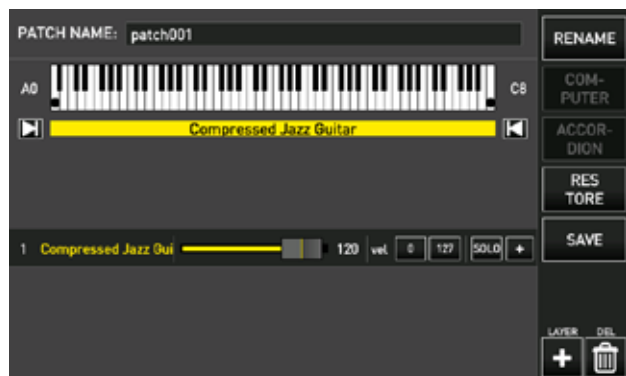 PATCH NAME: patch001
RENAME
A0
C8
COM-
PUTER
Compressed Jazz Guitar
ACCOR-
DION
RES
TORE
SAVE
1 Compressed Jazz Gui 120 vel 0 127 SOLO +
LAYER DEL
+